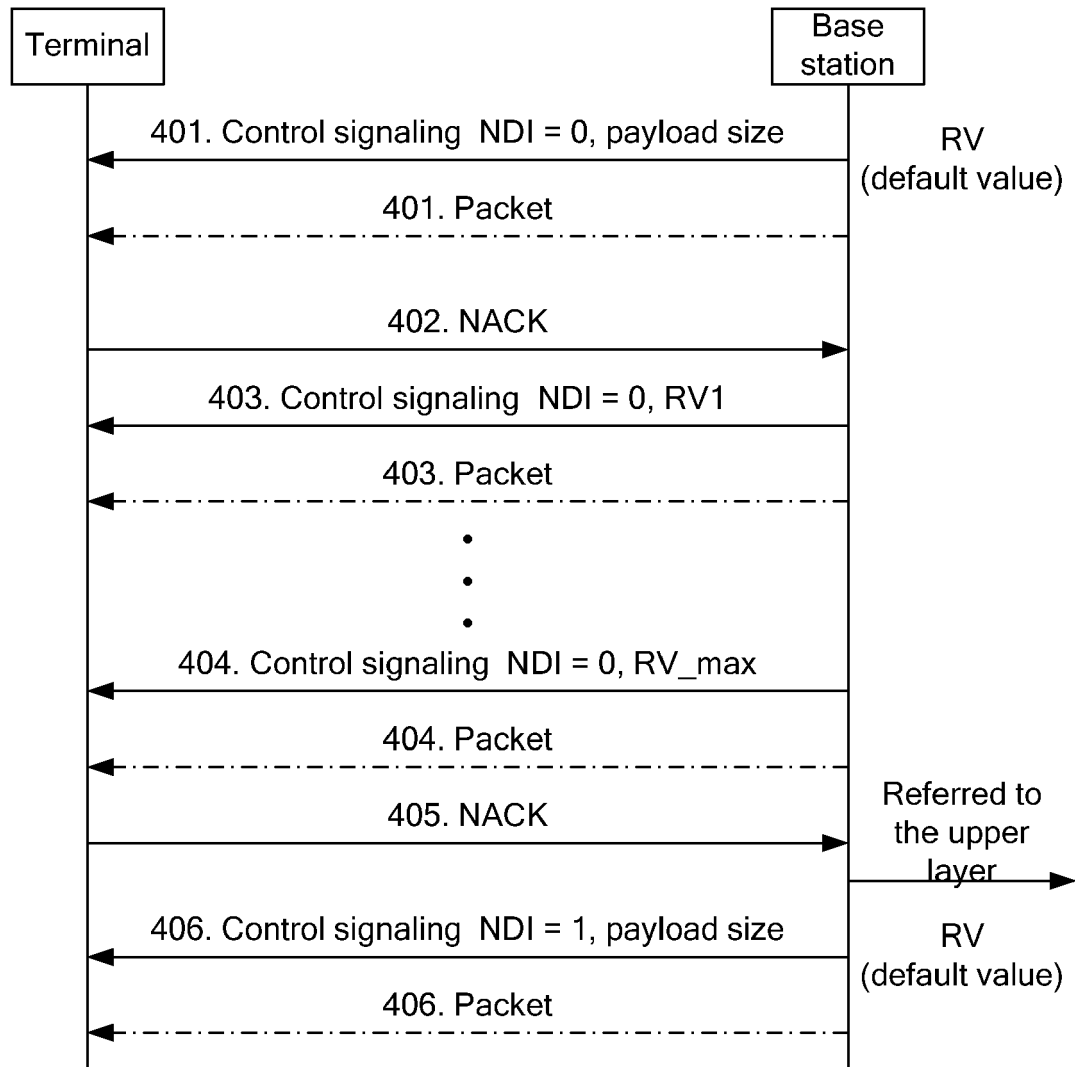 Terminal
Base
station
401. Control signaling NDI = 0, payload size
RV
(default value)
401. Packet
402. NACK
403. Control signaling NDI = 0, RV1
403. Packet
404. Control signaling NDI = 0, RV_max
404. Packet
405. NACK
Referred to
the upper
layer
406. Control signaling NDI = 1, payload size
RV
(default value)
406. Packet